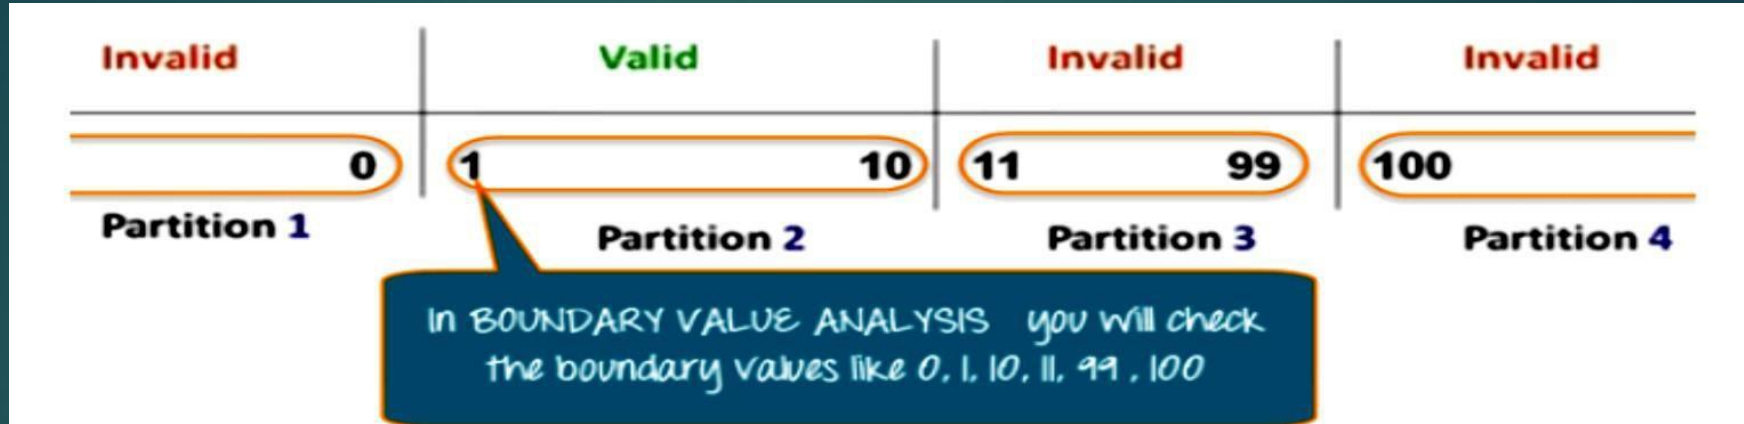 Invalid Valid Invalid Invalid
0 1 10 11 99 100
Partition 1 Partition 2 Partition 3 Partition 4
In BOUNDARY VALUE ANALYSIS you will check
the boundary values like 0, 1, 10, 11, 99 , 100